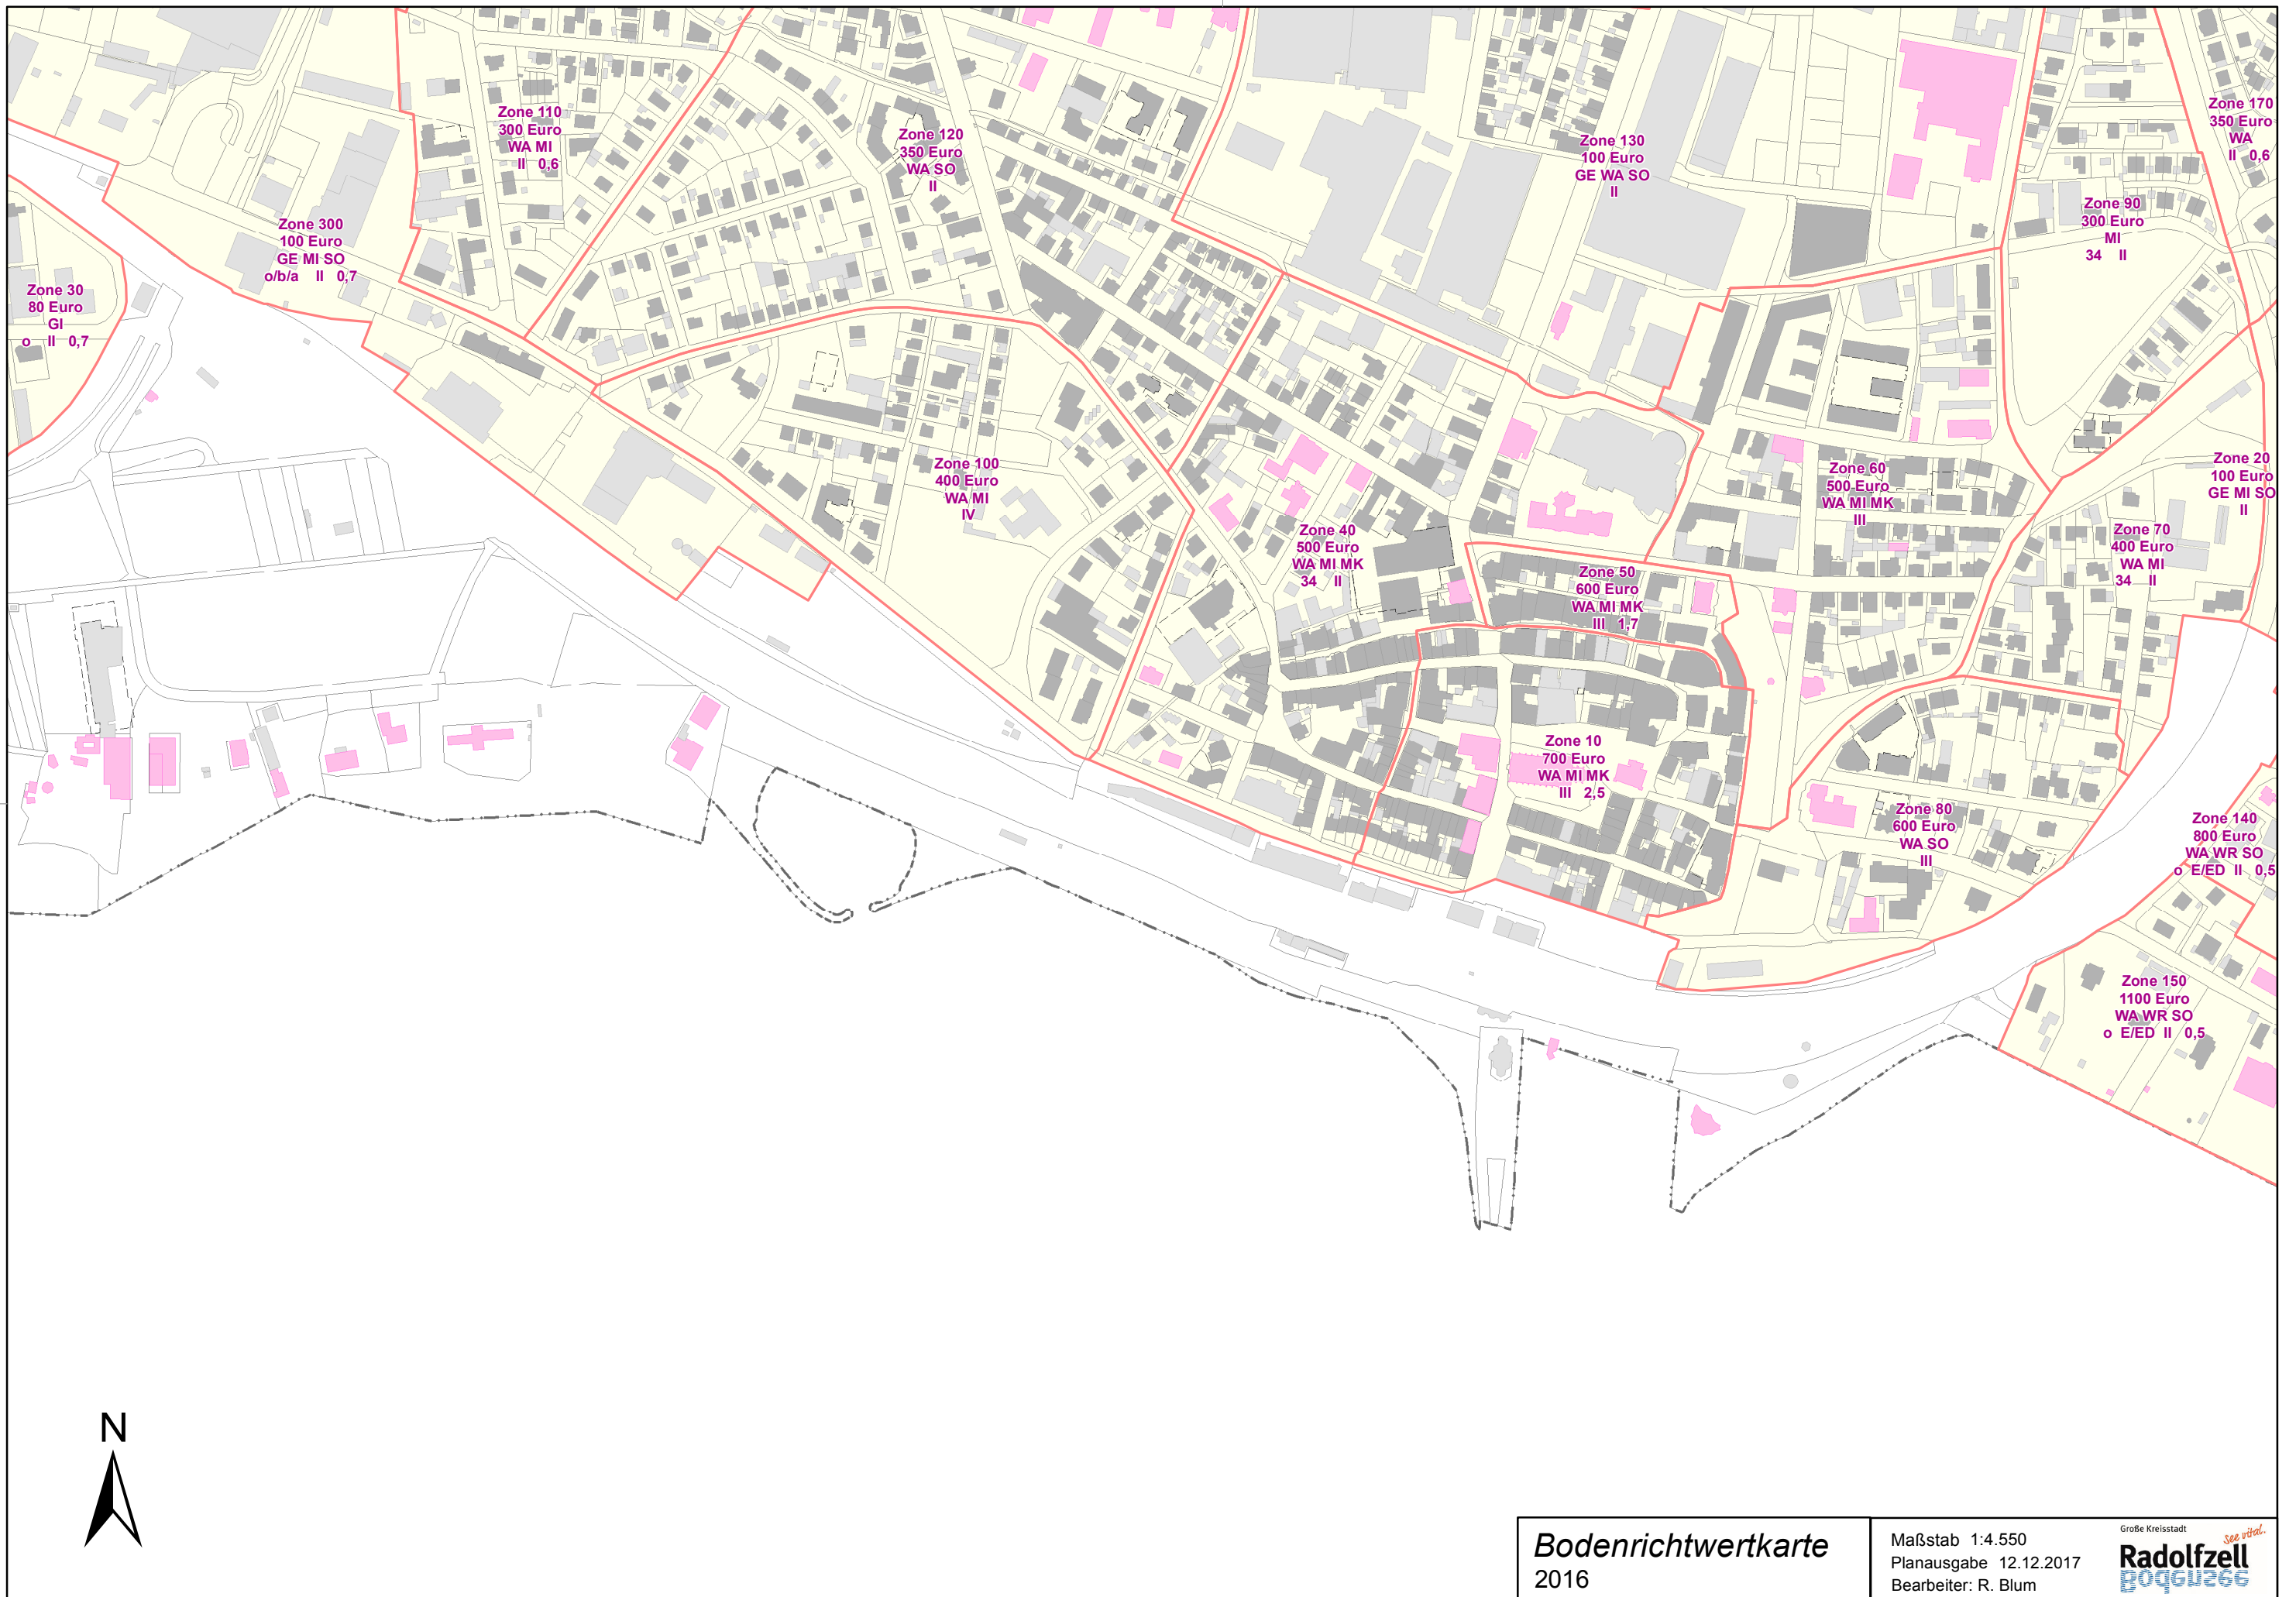 Zone 110
300 Euro
WA MI
II 0,6
Zone 120
350 Euro
WA SO
II
Zone 130
100 Euro
GE WA SO
II
Zone 170
350 Euro
WA
II 0,6
Zone 90
300 Euro
MI
34 II
Zone 300
100 Euro
GE MI SO
o/b/a II 0,7
Zone 30
80 Euro
GI
o II 0,7
Zone 100
400 Euro
WA MI
IV
Zone 40
500 Euro
WA MI MK
34 II
Zone 60
500 Euro
WA MI MK
III
Zone 20
100 Euro
GE MI SO
II
Zone 70
400 Euro
WA MI
34 II
Zone 50
600 Euro
WA MI MK
III 1,7
Zone 10
700 Euro
WA MI MK
III 2,5
Zone 80
600 Euro
WA SO
III
Zone 140
800 Euro
WA WR SO
o E/ED II 0,5
Zone 150
1100 Euro
WA WR SO
o E/ED II 0,5
N
Bodenrichtwertkarte
2016
Maßstab 1:4.550
Planausgabe 12.12.2017
Bearbeiter: R. Blum
Große Kreisstadt
see vital.
Radolfzell
Bodensee